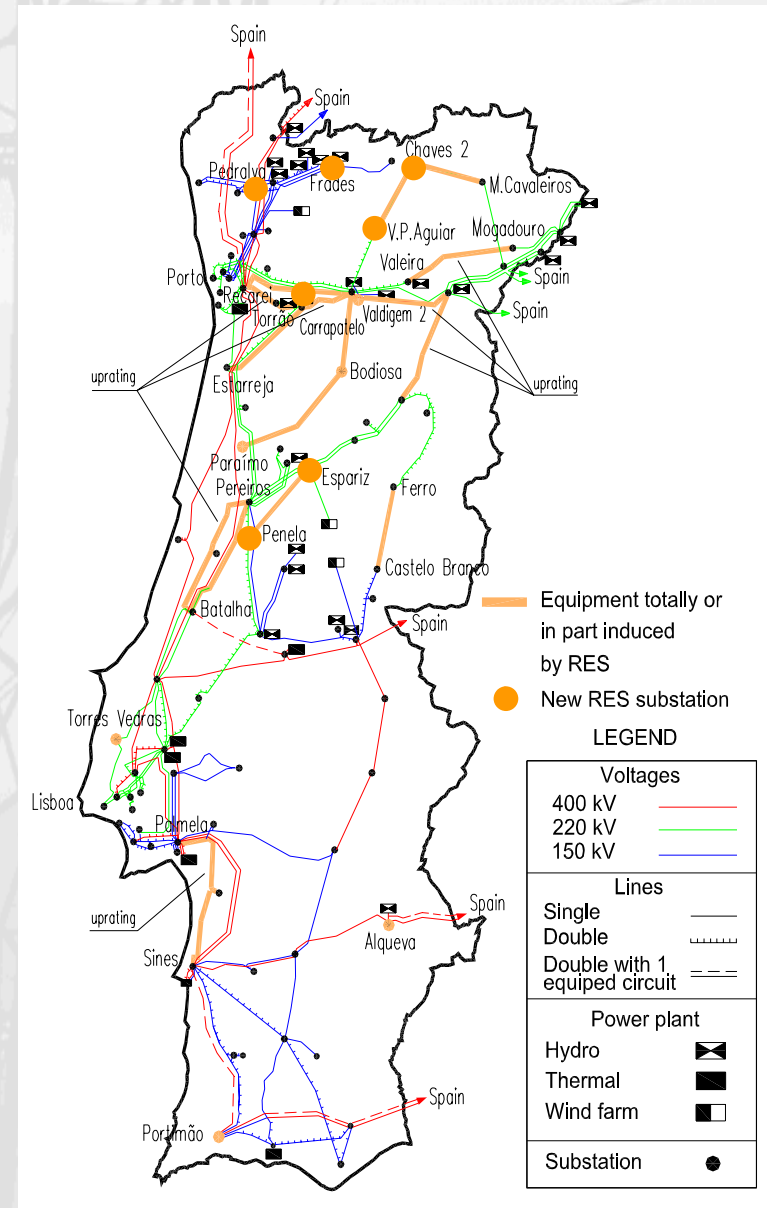 Spain
Spain
Chaves 2
Pedralva
Frades
M.Cavaleiros
V.P.Aguiar
Mogadouro
Valeira
Porto
Spain
Recarei
Torrão
Valdigem 2
Spain
Carrapatelo
uprating
Estarreja
Bodiosa
uprating
Paraímo
Espariz
Pereiros
Ferro
Penela
Castelo Branco
Batalha
Spain
Equipment totally or
in part induced
by RES
New RES substation
Torres Vedras
LEGEND
Voltages
400 kV
220 kV
150 kV
Lisboa
Palmela
Lines
Single
Double
Double with 1
equiped circuit
uprating
Spain
Alqueva
Sines
Power plant
Hydro
Thermal
Wind farm
Substation
Spain
Portimão